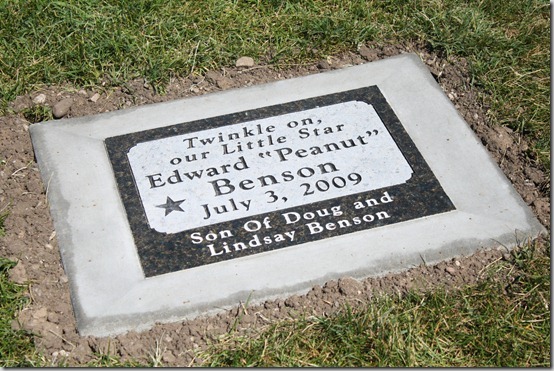 Twinkle on,
our Little Star
Edward "Peanut"
Benson
July 3, 2009
Son Of Doug and
Lindsay Benson